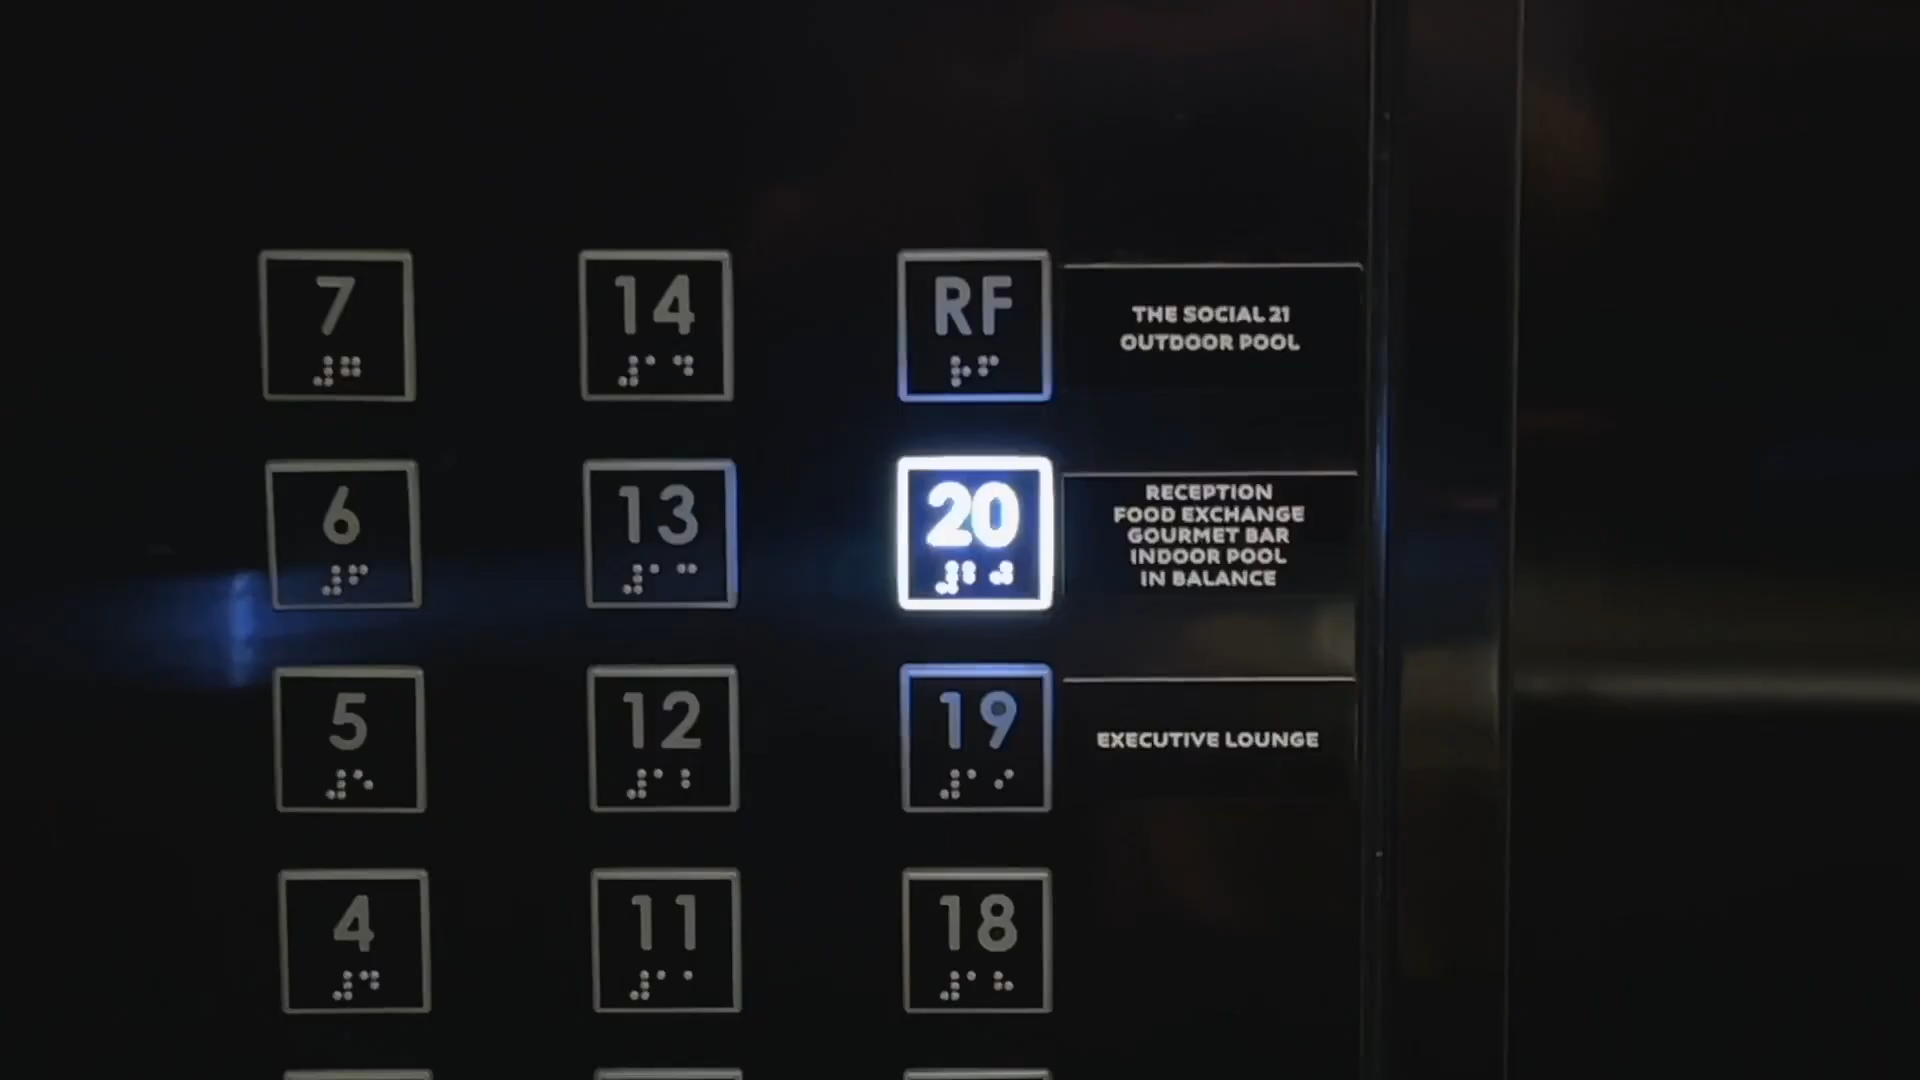 7
14
RF
THE SOCIAL 21
OUTDOOR POOL
6
13
20
RECEPTION
FOOD EXCHANGE
GOURMET BAR
INDOOR POOL
IN BALANCE
5
12
19
EXECUTIVE LOUNGE
4
11
18